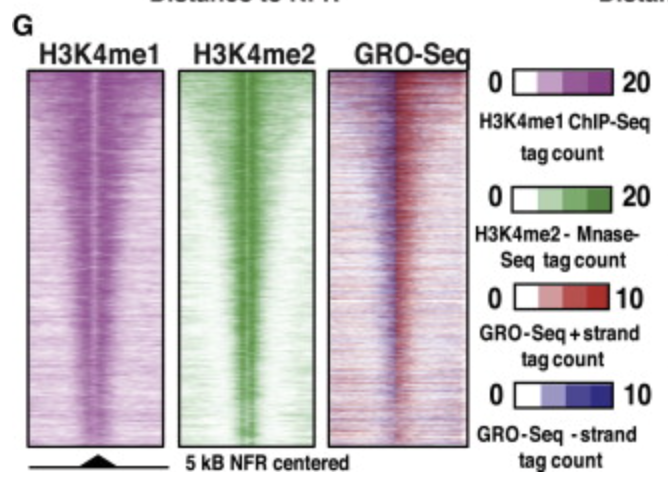 G
H3K4me1 H3K4me2 GRO-Seq
0 20
H3K4me1 ChIP-Seq
tag count
0 20
H3K4me2 - Mnase-
Seq tag count
0 10
GRO-Seq + strand
tag count
0 10
GRO-Seq - strand
tag count
5 kB NFR centered